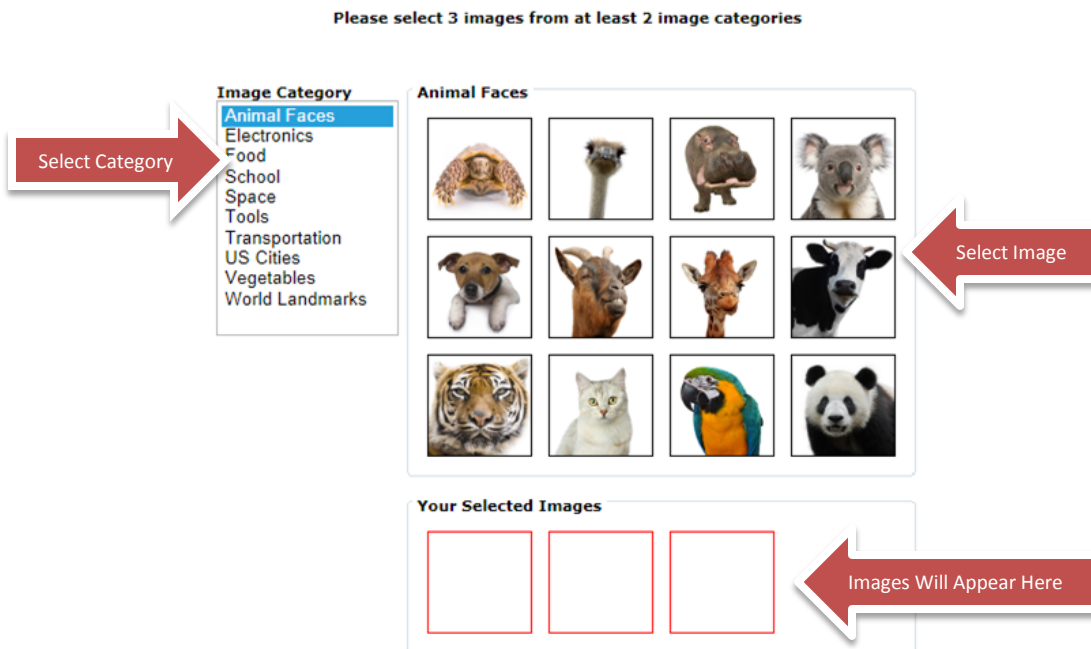 Please select 3 images from at least 2 image categories
Image Category
Animal Faces
Electronics
Food
School
Space
Tools
Transportation
US Cities
Vegetables
World Landmarks
Select Category
Animal Faces
Select Image
Your Selected Images
Images Will Appear Here